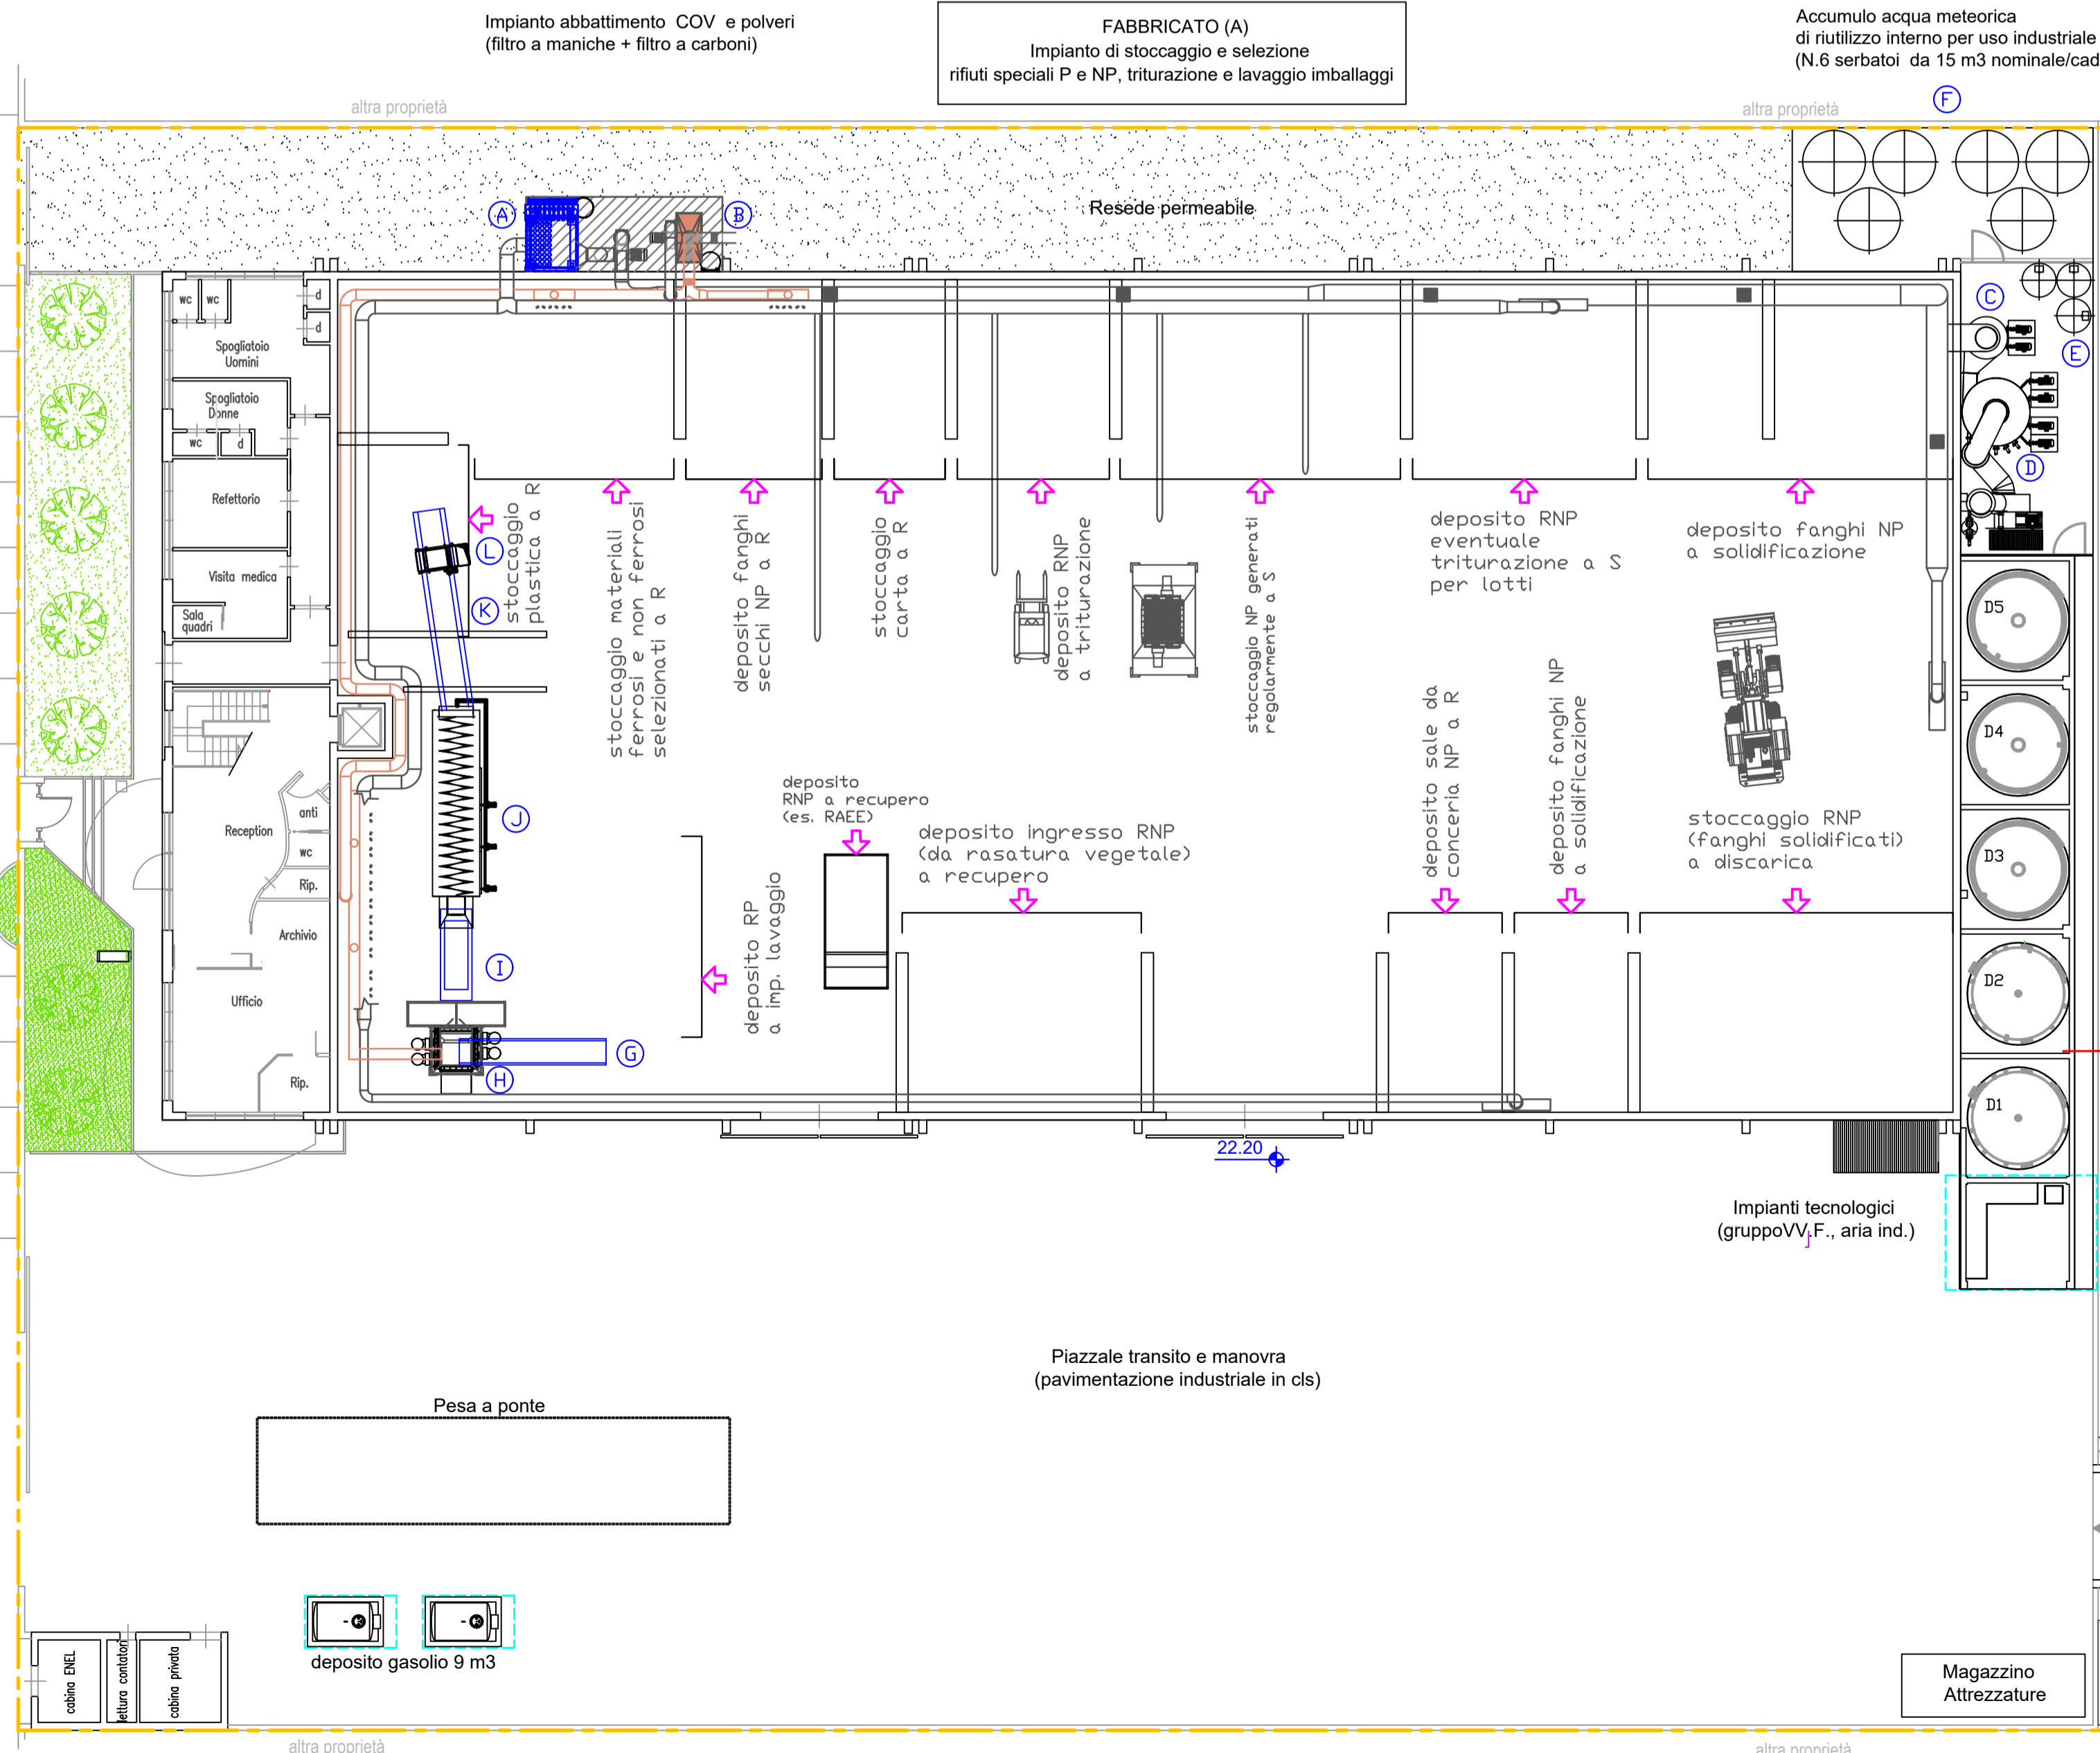 Impianto abbattimento COV e polveri
(filtro a maniche + filtro a carboni)
FABBRICATO (A)
Impianto di stoccaggio e selezione
rifiuti speciali P e NP, triturazione e lavaggio imballaggi
Accumulo acqua meteorica
di riutilizzo interno per uso industriale
(N.6 serbatoi da 15 m3 nominale/cad
F
altra proprietà
altra proprietà
A
B
Resede permeabile
C
E
D
wc
wc
d
d
Spogliatoio
Uomini
Spogliatoio
Donne
wc
d
Refettorio
Visita medica
Sala
quadri
Reception
anti
wc
Rip.
Archivio
Ufficio
Rip.
L
K
J
I
H
G
stoccaggio
plastica a R
stoccaggio materiali
ferrosi e non ferrosi
selezionati a R
deposito fanghi
secchi NP a R
stoccaggio
carta a R
deposito RNP
a triturazione
stoccaggio NP generati
regolarmente a S
deposito RNP
eventuale
triturazione a S
per lotti
deposito fanghi NP
a solidificazione
deposito RP
a imp. lavaggio
deposito
RNP a recupero
(es. RAEE)
deposito ingresso RNP
(da rasatura vegetale)
a recupero
deposito sale da
conceria NP a R
deposito fanghi NP
a solidificazione
stoccaggio RNP
(fanghi solidificati)
a discarica
D5
D4
D3
D2
D1
22.20
Impianti tecnologici
(gruppoVV.F., aria ind.)
Piazzale transito e manovra
(pavimentazione industriale in cls)
Pesa a ponte
deposito gasolio 9 m3
cabina ENEL
lettura contatori
cabina privata
Magazzino
Attrezzature
altra proprietà
altra proprietà